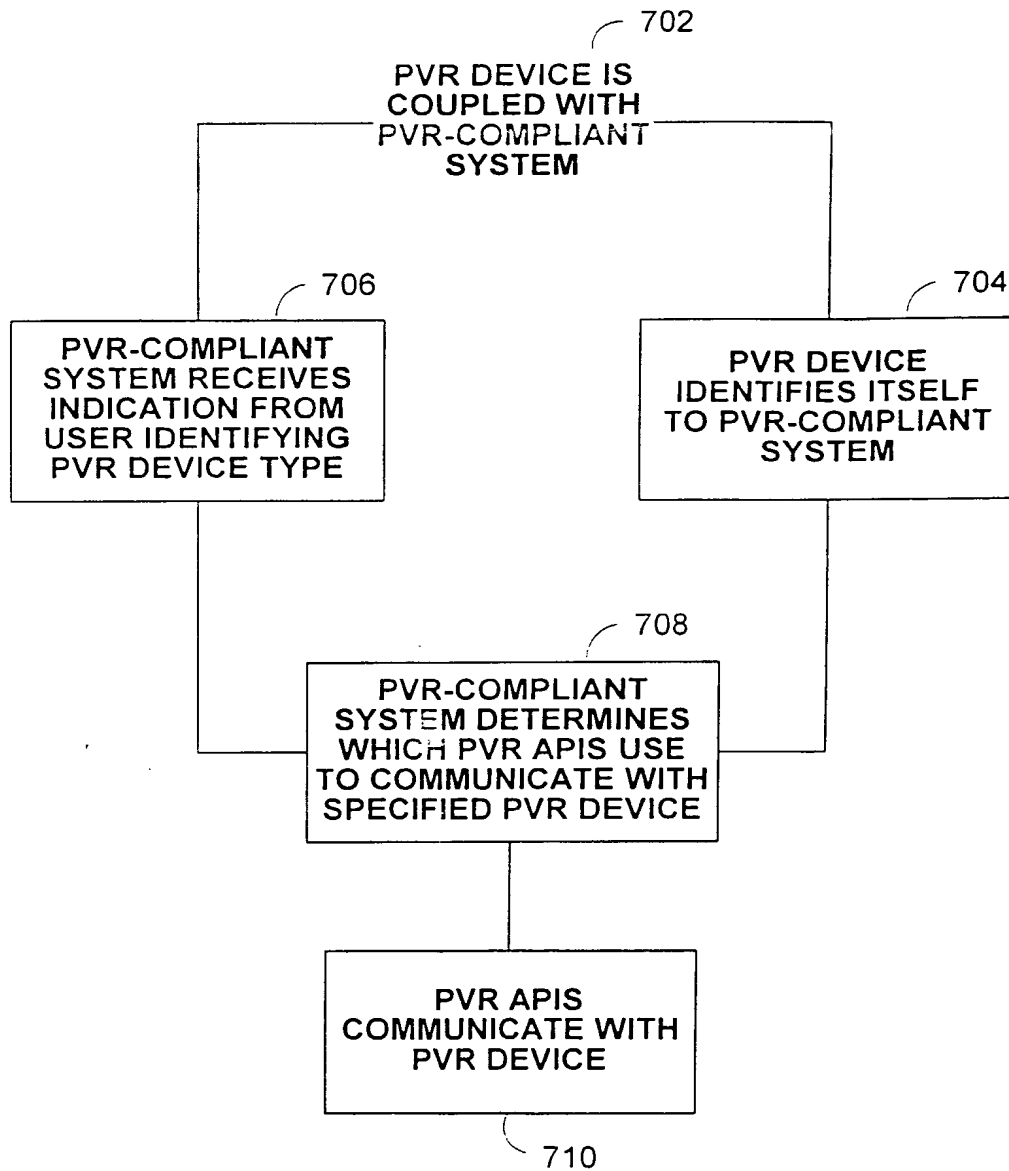 702
PVR DEVICE IS
COUPLED WITH
PVR-COMPLIANT
SYSTEM
706
PVR-COMPLIANT
SYSTEM RECEIVES
INDICATION FROM
USER IDENTIFYING
PVR DEVICE TYPE
704
PVR DEVICE
IDENTIFIES ITSELF
TO PVR-COMPLIANT
SYSTEM
708
PVR-COMPLIANT
SYSTEM DETERMINES
WHICH PVR APIS USE
TO COMMUNICATE WITH
SPECIFIED PVR DEVICE
PVR APIS
COMMUNICATE WITH
PVR DEVICE
710